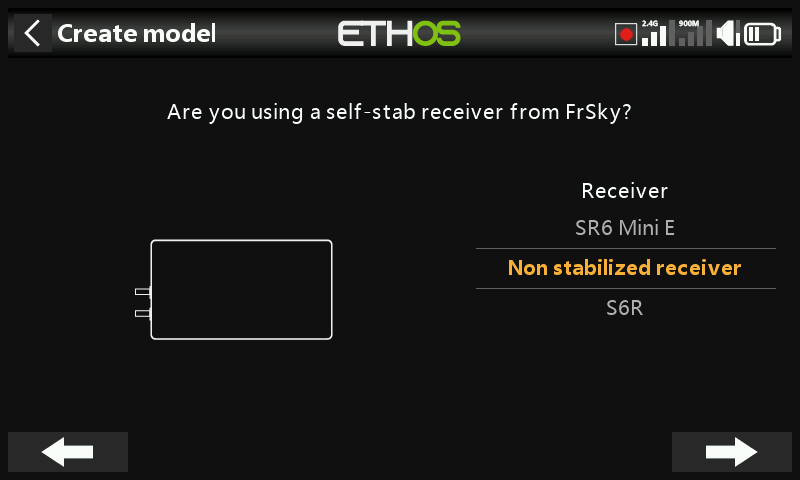 Create model
ETHOS
2.4G
900M
Are you using a self-stab receiver from FrSky?
Receiver
SR6 Mini E
Non stabilized receiver
S6R